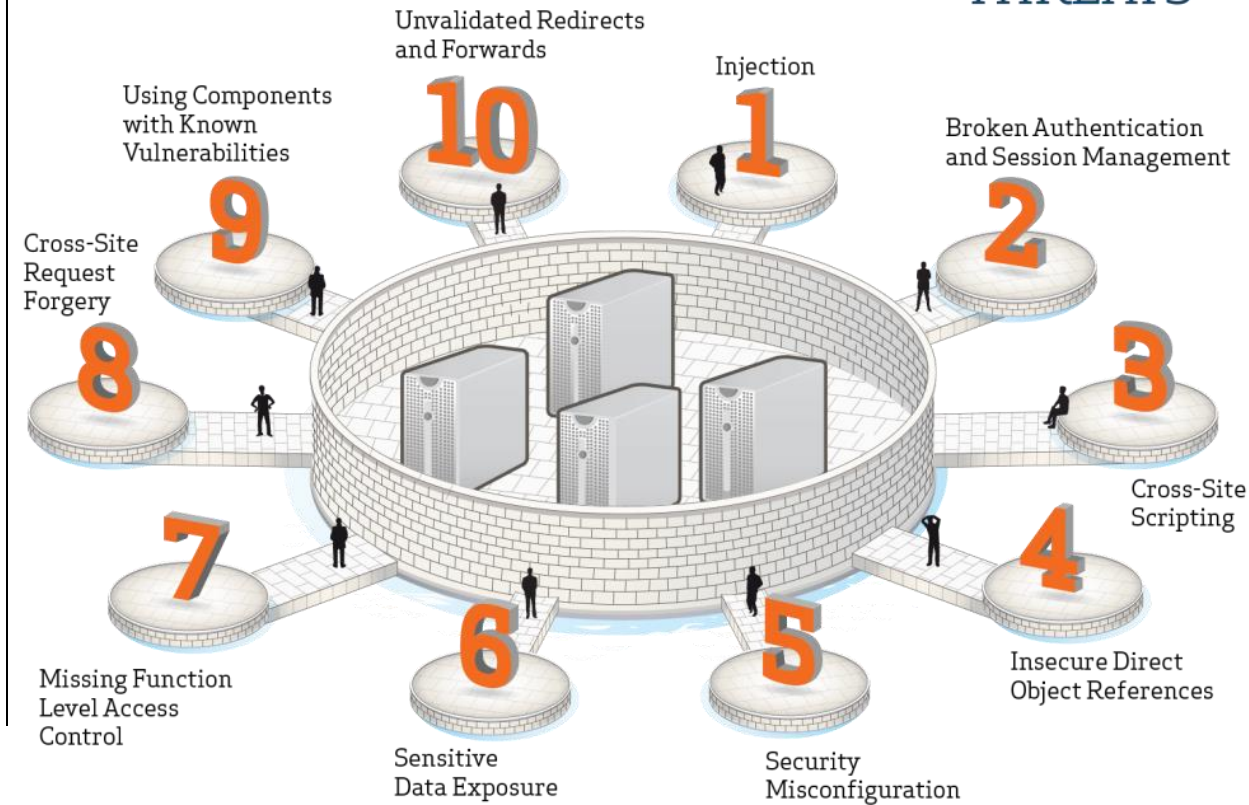 Unvalidated Redirects
and Forwards
10
Injection
1
Broken Authentication
and Session Management
2
Cross-Site
Scripting
3
Insecure Direct
Object References
4
Security
Misconfiguration
5
Sensitive
Data Exposure
6
Missing Function
Level Access
Control
7
Cross-Site
Request
Forgery
8
Using Components
with Known
Vulnerabilities
9